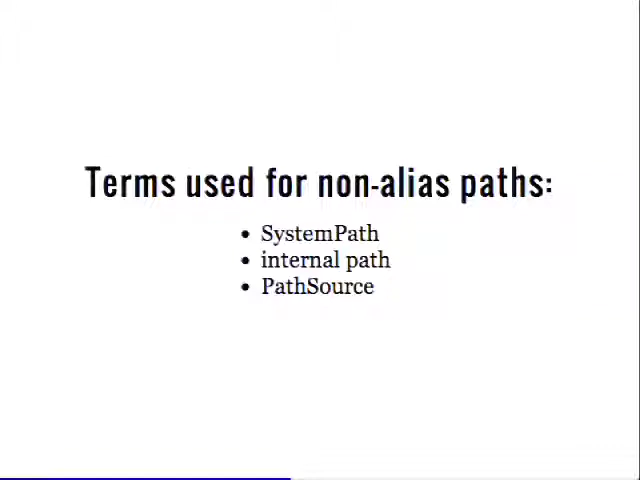 Terms used for non-alias paths:
• SystemPath
• internal path
• PathSource